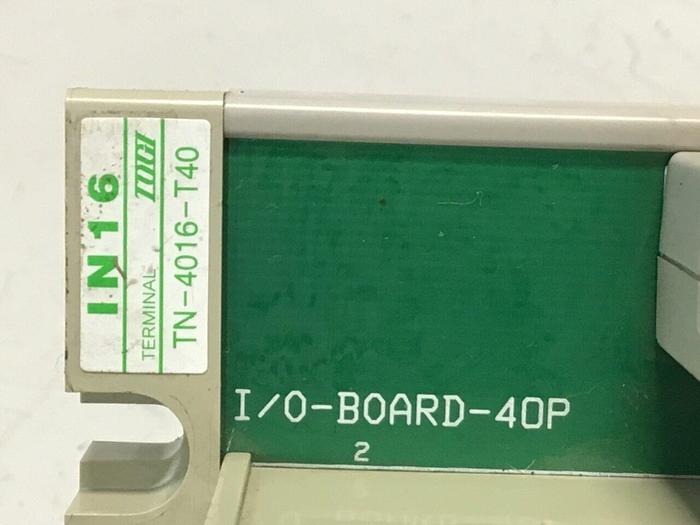 IN16
TERMINAL TOGI
TN-4016-T40
I/O-BOARD-40P
2